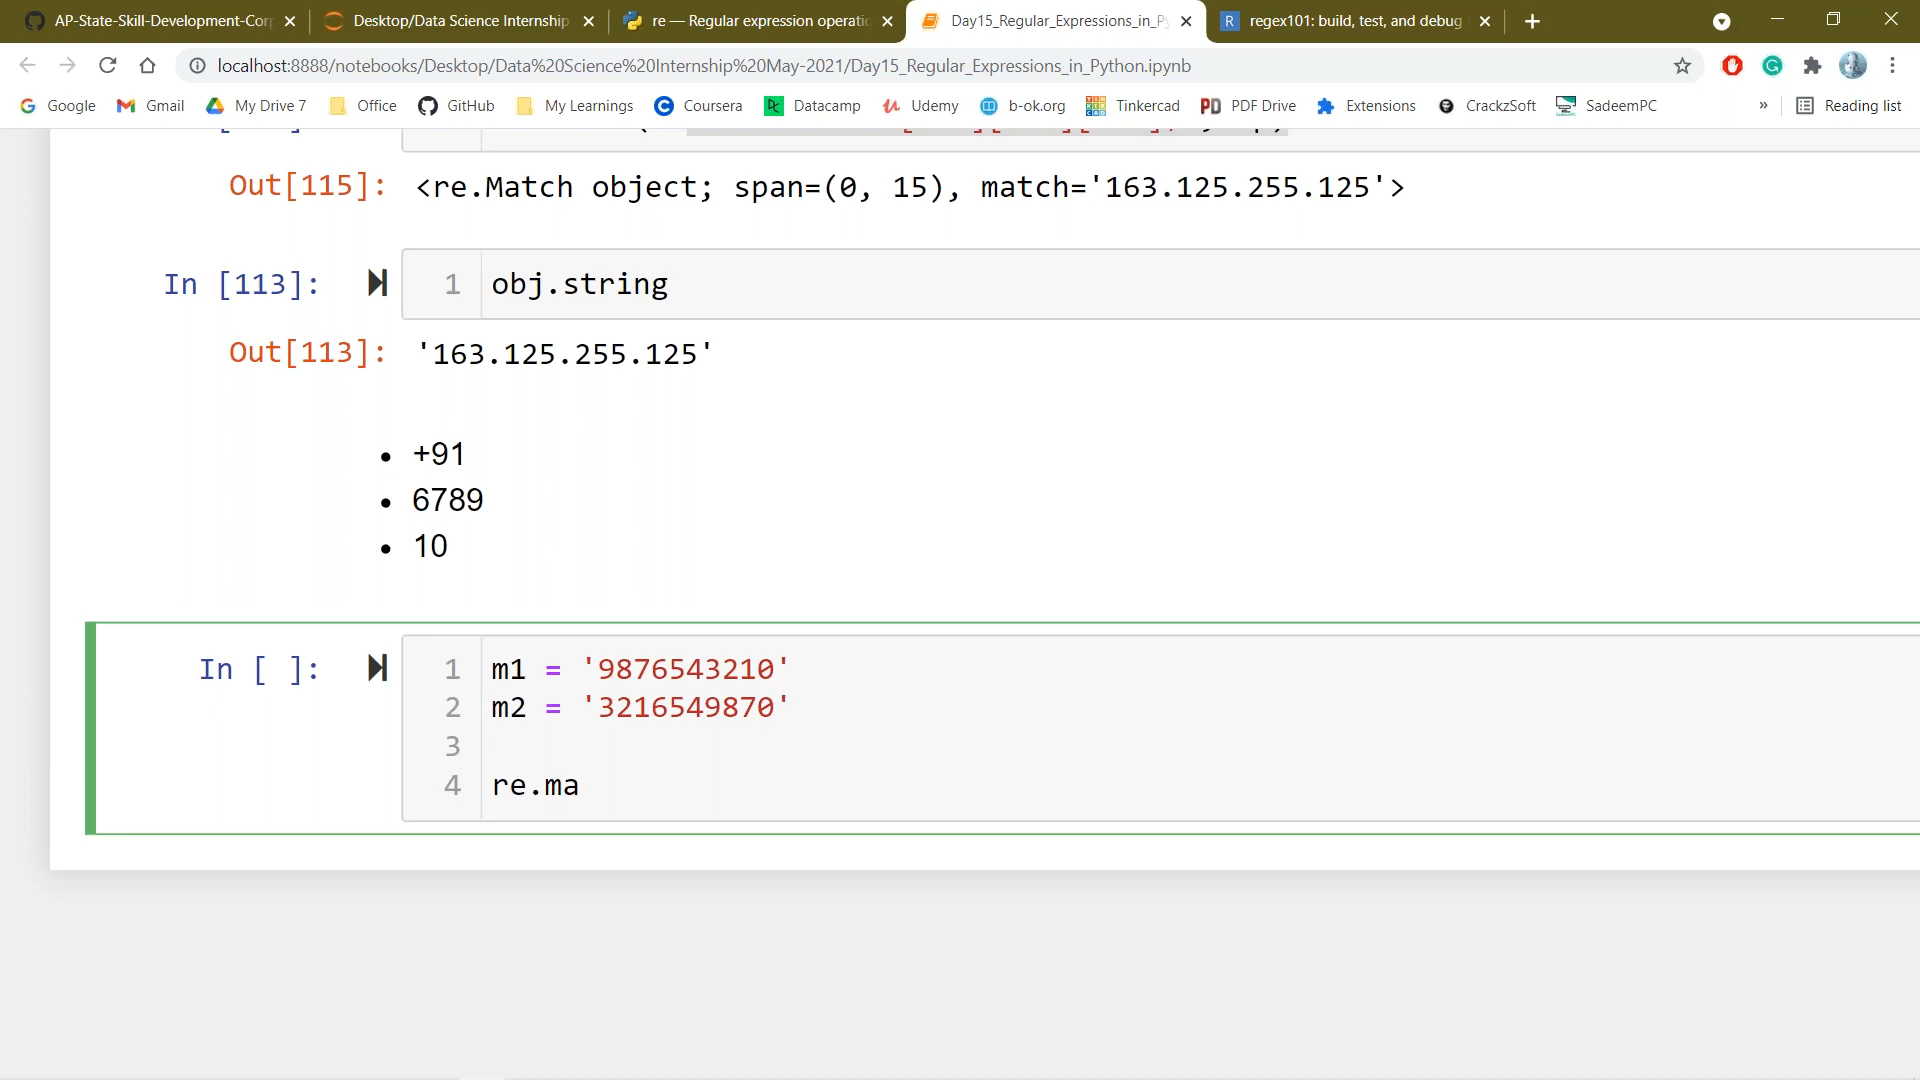 AP-State-Skill-Development-Corp
Desktop/Data Science Internship
re — Regular expression operatic
Day15_Regular_Expressions_in_Py
regex101: build, test, and debug
localhost:8888/notebooks/Desktop/Data%20Science%20Internship%20May-2021/Day15_Regular_Expressions_in_Python.ipynb
Google Gmail My Drive 7 Office GitHub My Learnings Coursera Datacamp Udemy b-ok.org Tinkercad PDF Drive Extensions CrackzSoft SadeemPC » Reading list
Out[115]: <re.Match object; span=(0, 15), match='163.125.255.125'>
In [113]: 1 obj.string
Out[113]: '163.125.255.125'
• +91
• 6789
• 10
In [ ]: 1 m1 = '9876543210'
2 m2 = '3216549870'
3
4 re.ma